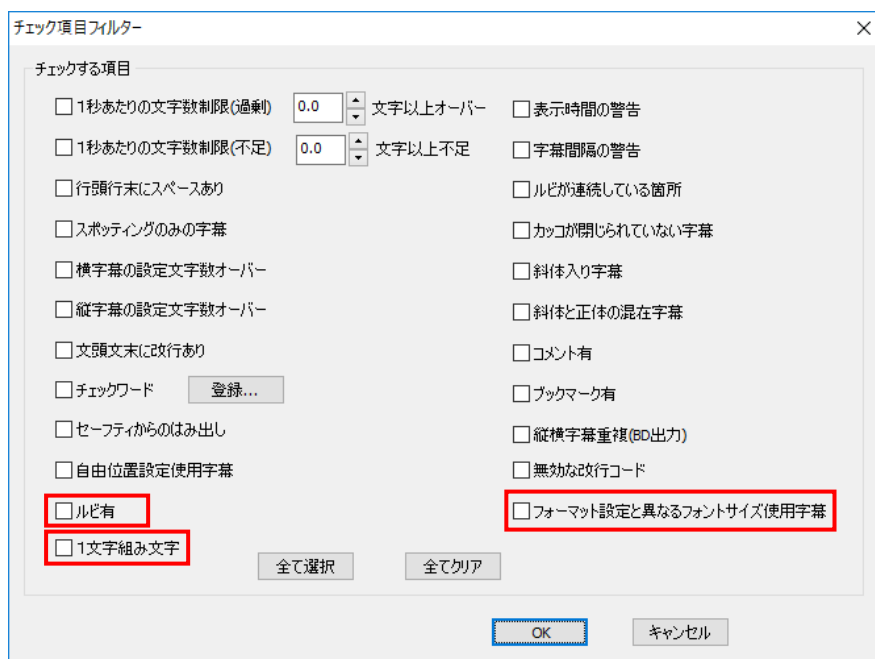 チェック項目フィルター
チェックする項目
1秒あたりの文字数制限(過剰) 0.0 文字以上オーバー
1秒あたりの文字数制限(不足) 0.0 文字以上不足
行頭行末にスペースあり
スポッティングのみの字幕
横字幕の設定文字数オーバー
縦字幕の設定文字数オーバー
文頭文末に改行あり
チェックワード 登録...
セーフティからのはみ出し
自由位置設定使用字幕
ルビ有
1文字組み文字
表示時間の警告
字幕間隔の警告
ルビが連続している箇所
カッコが閉じられていない字幕
斜体入り字幕
斜体と正体の混在字幕
コメント有
ブックマーク有
縦横字幕重複(BD出力)
無効な改行コード
フォーマット設定と異なるフォントサイズ使用字幕
全て選択 全てクリア
OK キャンセル